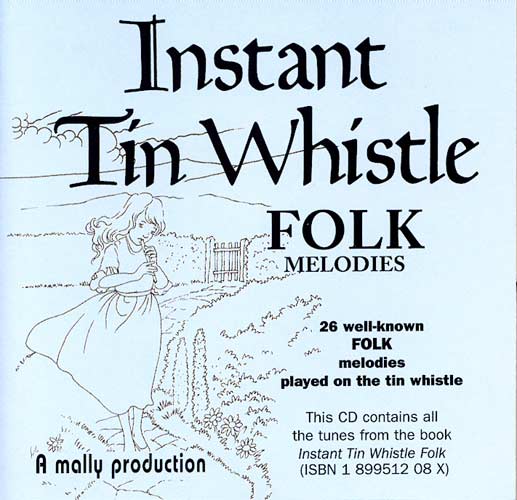 Instant
Tin Whistle
FOLK
MELODIES
26 well-known
FOLK
melodies
played on the tin whistle
This CD contains all
the tunes from the book
Instant Tin Whistle Folk
(ISBN 1 899512 08 X)
A mally production